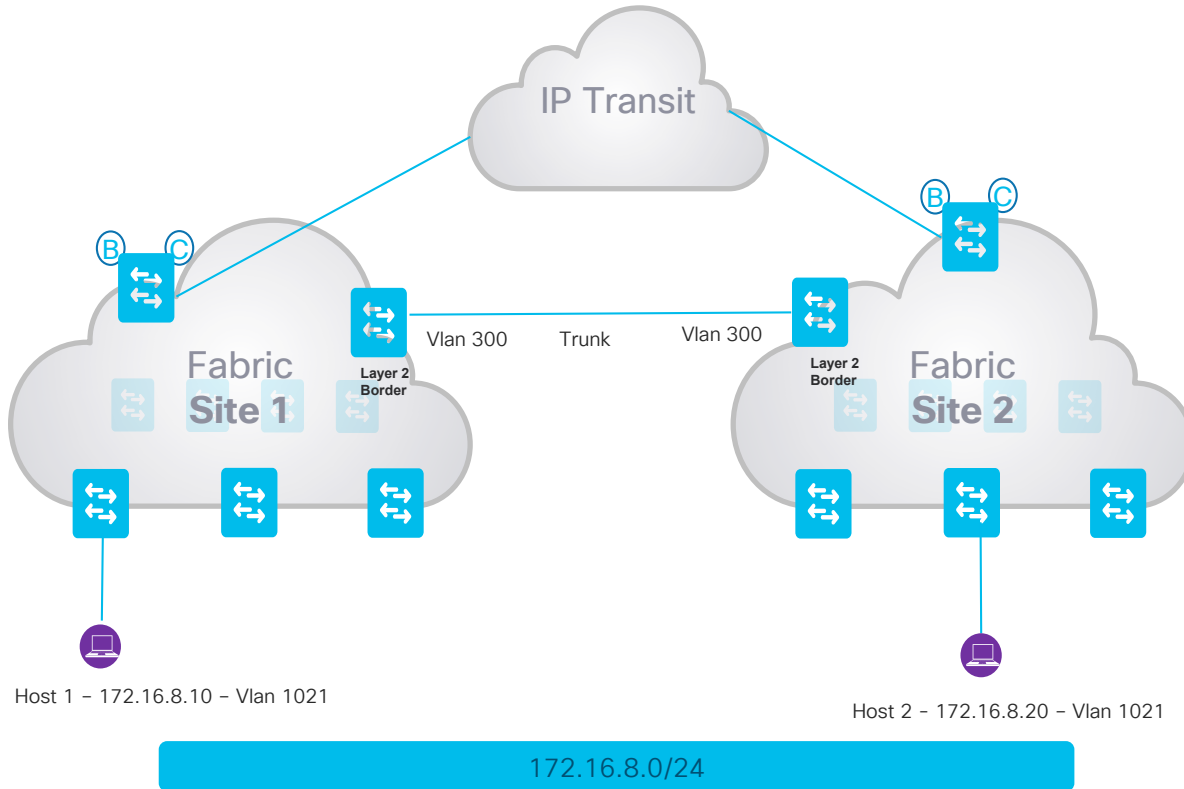 IP Transit
B
C
B
C
Vlan 300
Trunk
Vlan 300
Layer 2
Border
Layer 2
Border
Fabric
Site 1
Fabric
Site 2
Host 1 – 172.16.8.10 – Vlan 1021
Host 2 - 172.16.8.20 – Vlan 1021
172.16.8.0/24